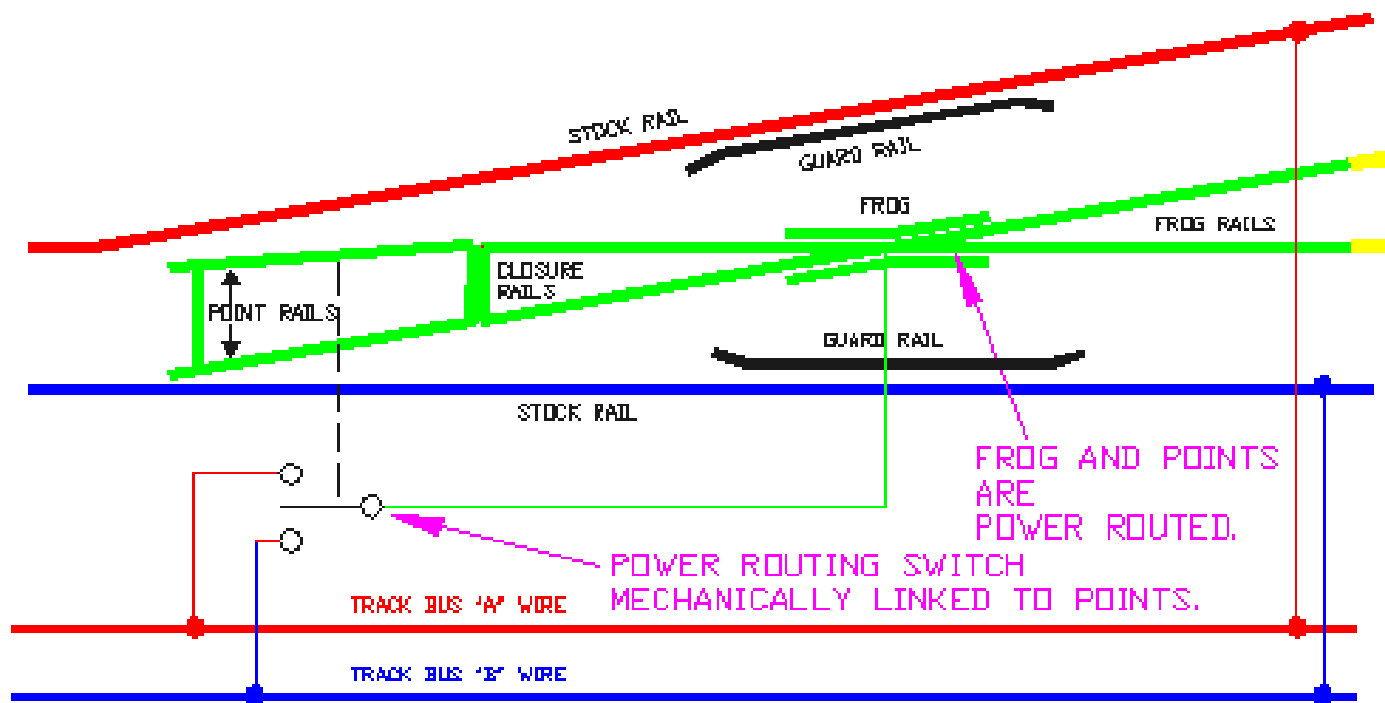 STOCK RAIL
GUARD RAIL
FROG
FROG RAILS
CLOSURE
RAILS
POINT RAILS
GUARD RAIL
STOCK RAIL
FROG AND POINTS
ARE
POWER ROUTED.
POWER ROUTING SWITCH
MECHANICALLY LINKED TO POINTS.
TRACK BUS "A" WIRE
TRACK BUS "B" WIRE